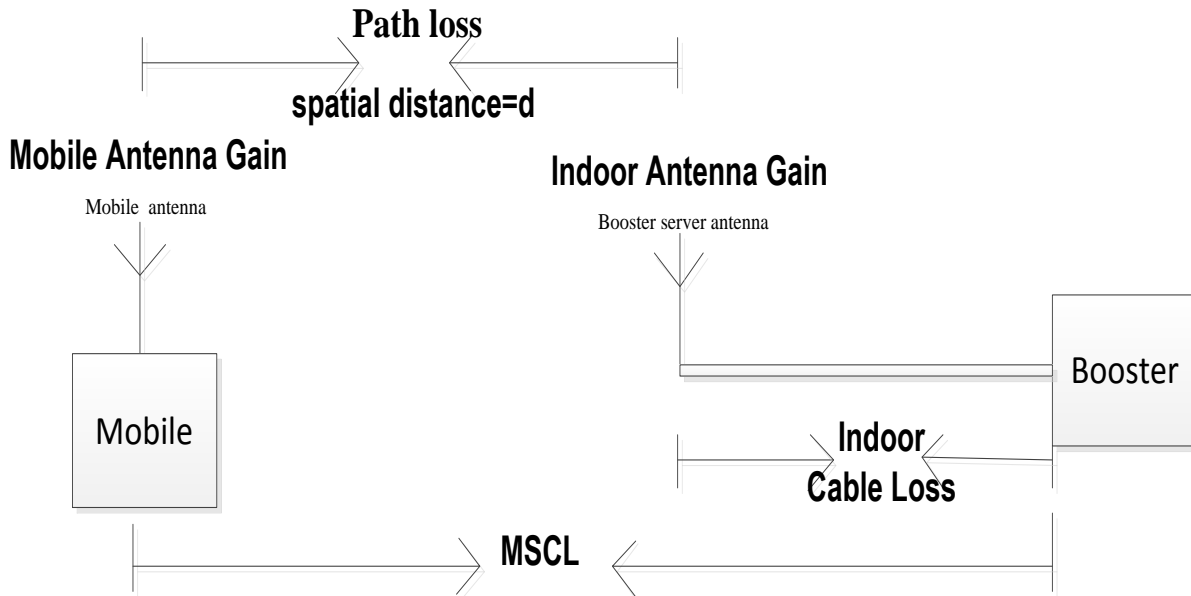 Path loss
spatial distance=d
Mobile Antenna Gain
Indoor Antenna Gain
Mobile antenna
Booster server antenna
Booster
Mobile
Indoor
Cable Loss
MSCL